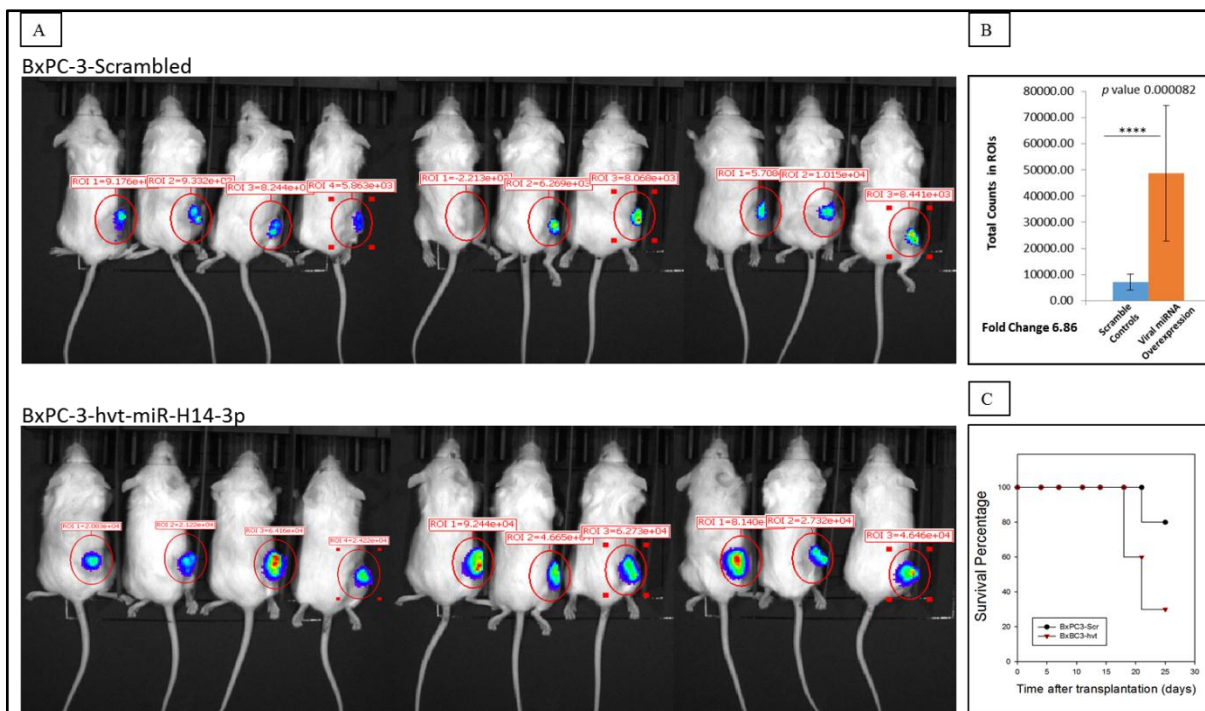 A
BxPC-3-Scrambled
ROI 2=9.332e+03
ROI 3=8.244e+03
ROI 4=5.863e+03
ROI 2=6.269e+03
ROI 3=8.068e+03
ROI 2=1.015e+04
ROI 3=8.441e+03
BxPC-3-hvt-miR-H14-3p
ROI 2=2.122e+04
ROI 3=6.416e+04
ROI 4=2.422e+04
ROI 1=9.244e+04
ROI 3=6.273e+04
ROI 2=2.732e+04
ROI 3=4.646e+04
B
p value 0.000082
****
Total Counts in ROIs
80000.00
70000.00
60000.00
50000.00
40000.00
30000.00
20000.00
10000.00
0.00
Scramble
Controls
Viral miRNA
Overexpression
Fold Change 6.86
C
Survival Percentage
100
80
60
40
20
0
BxPC3-Scr
BxBC3-hvt
0 5 10 15 20 25 30
Time after transplantation (days)